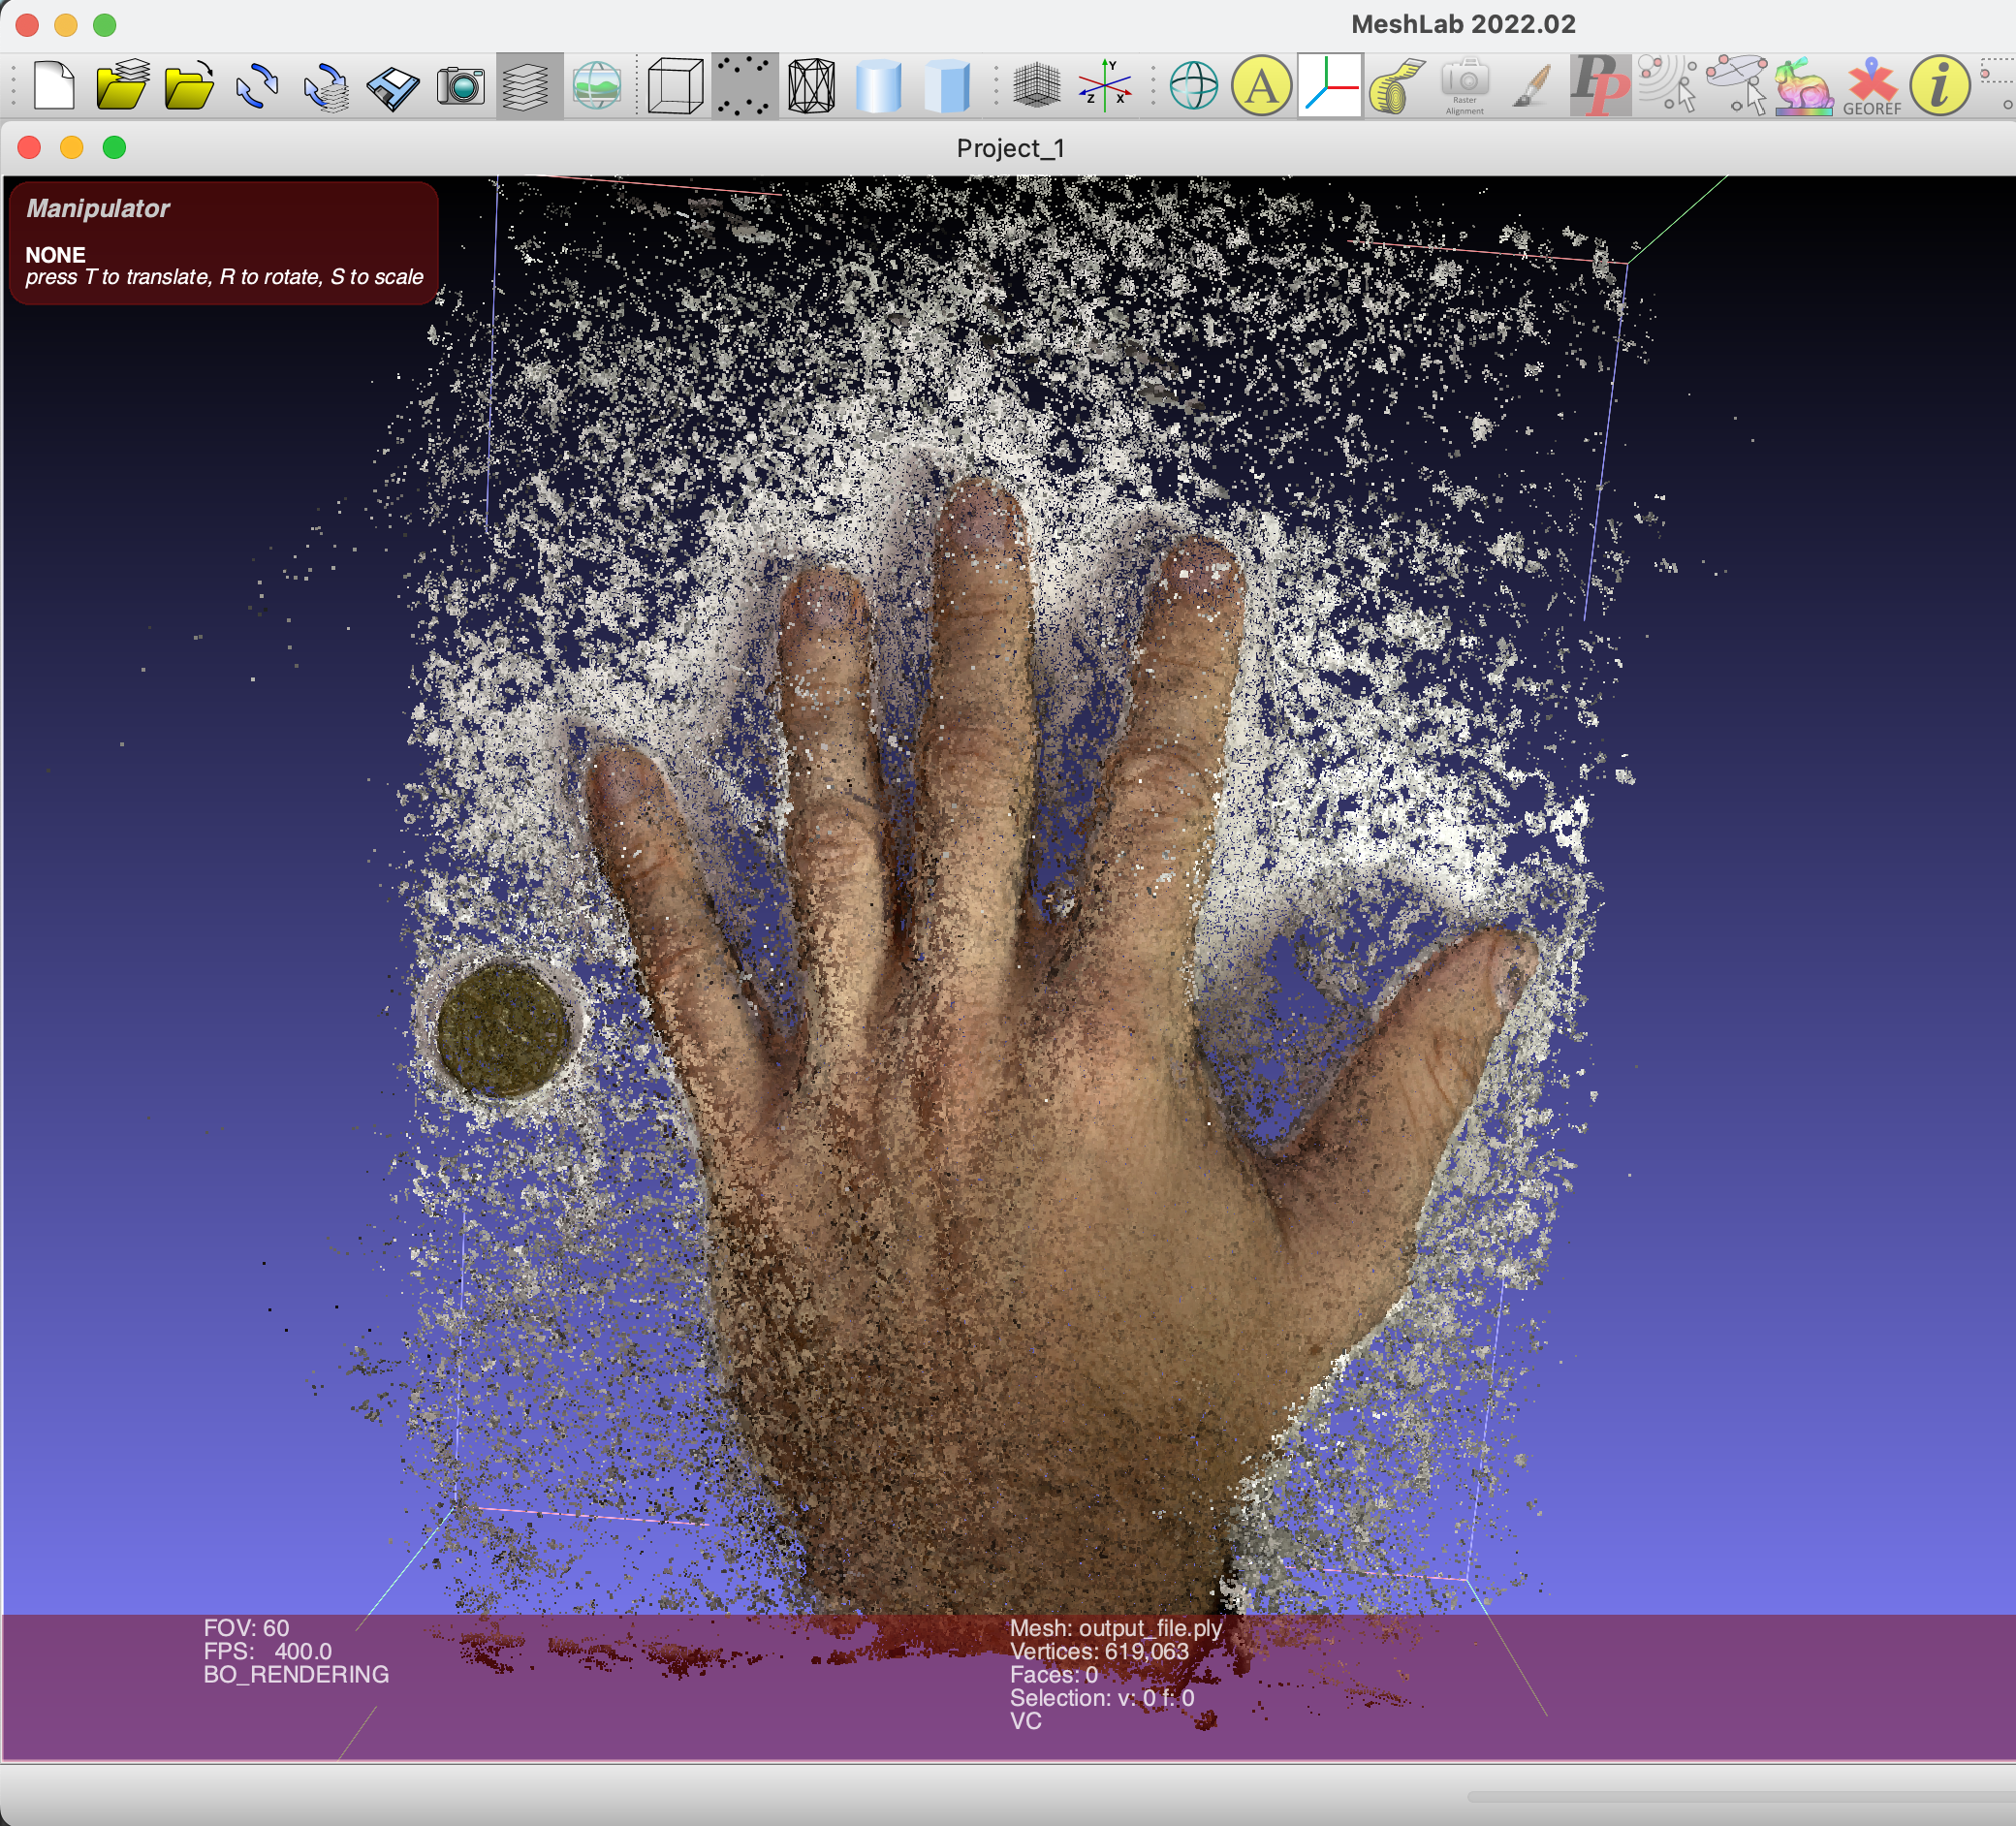 MeshLab 2022.02
Y
Z X
A
Raster
Alignment
PP
GEOREF
i
Project_1
Manipulator
NONE
press T to translate, R to rotate, S to scale
FOV: 60
FPS: 400.0
BO_RENDERING
Mesh: output_file.ply
Vertices: 619,063
Faces: 0
Selection: v: 0 f: 0
VC